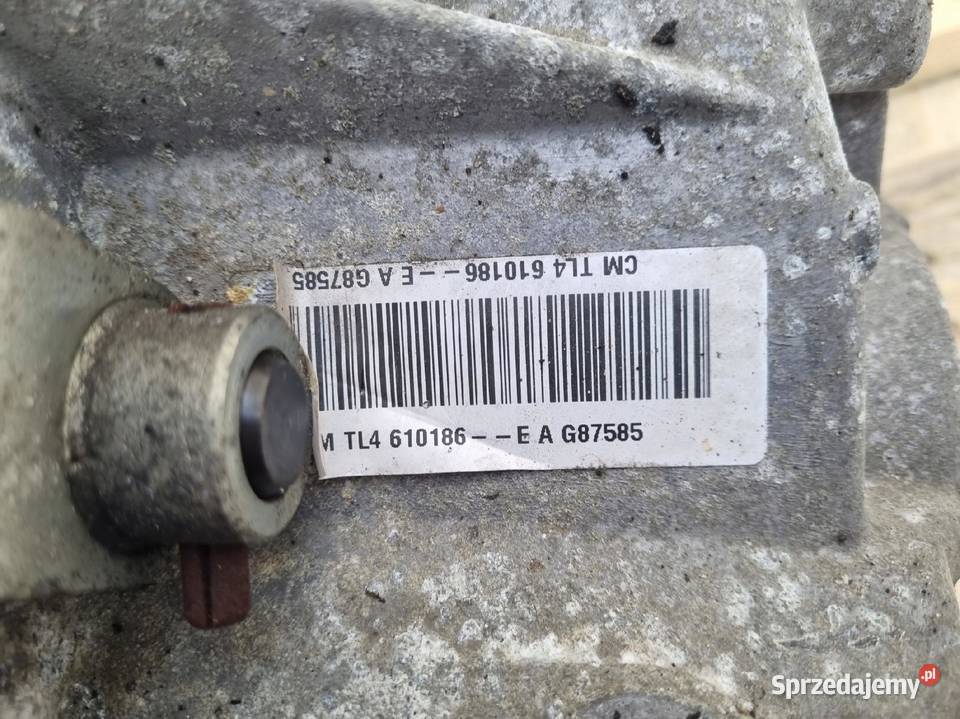 CM TL4 610186 - - E A G87585
M TL4 610186 - - E A G87585
Sprzedajemy.pl